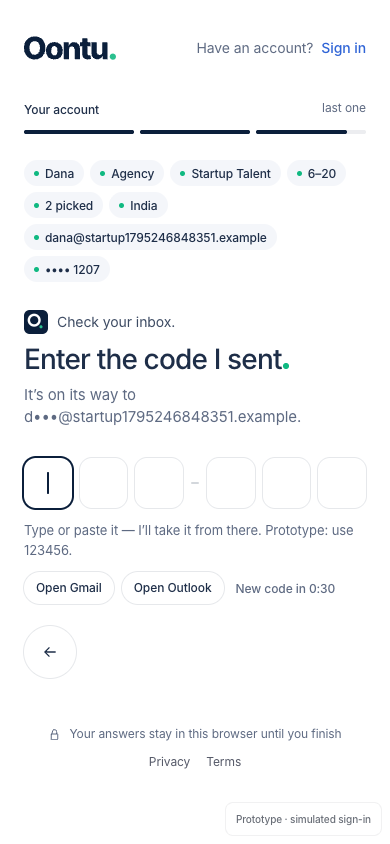 Oontu.
Have an account? Sign in
Your account
last one
Dana
Agency
Startup Talent
6–20
2 picked
India
dana@startup1795246848351.example
•••• 1207
Check your inbox.
Enter the code I sent.
It’s on its way to
d•••@startup1795246848351.example.
–
Type or paste it — I’ll take it from there. Prototype: use
123456.
Open Gmail
Open Outlook
New code in 0:30
←
Your answers stay in this browser until you finish
Privacy
Terms
Prototype · simulated sign-in